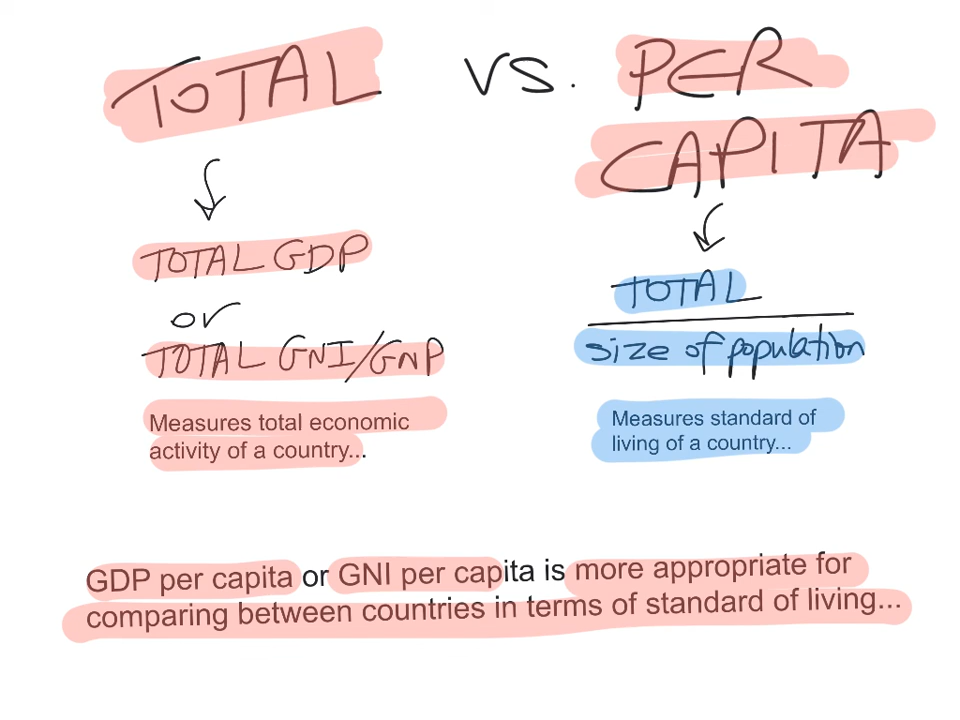 TOTAL vs. PER
CAPITA
TOTAL GDP
or
TOTAL GNI/GNP
Measures total economic
activity of a country...
TOTAL
size of population
Measures standard of
living of a country...
GDP per capita or GNI per capita is more appropriate for
comparing between countries in terms of standard of living...